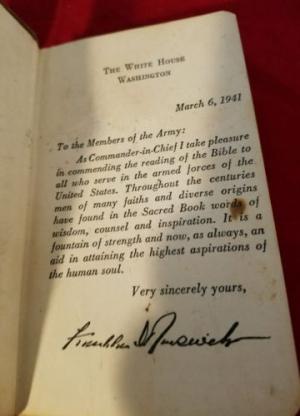 THE WHITE HOUSE
WASHINGTON
March 6, 1941
To the Members of the Army:
As Commander-in-Chief I take pleasure
in commending the reading of the Bible to
all who serve in the armed forces of the
United States. Throughout the centuries
men of many faiths and diverse origins
have found in the Sacred Book words of
wisdom, counsel and inspiration. It is a
fountain of strength and now, as always, an
aid in attaining the highest aspirations of
the human soul.
Very sincerely yours,
Franklin D Roosevelt